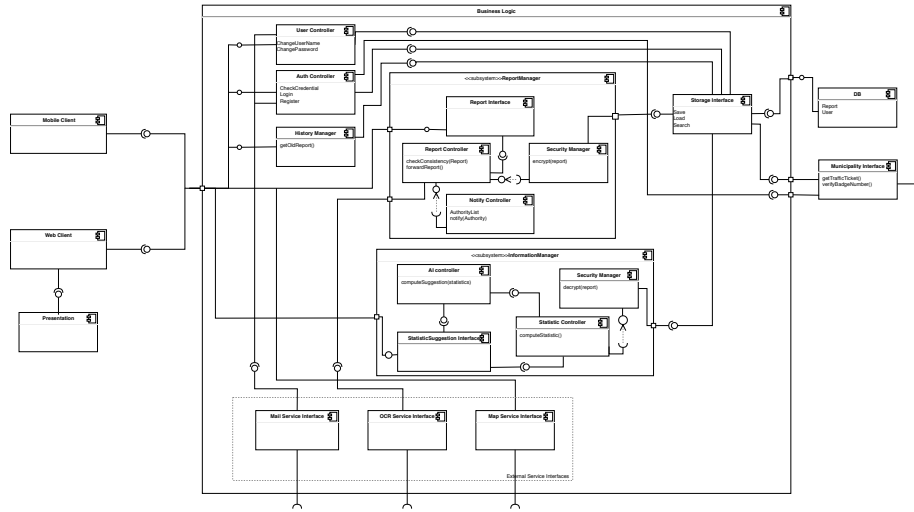 Business Logic
User Controller
ChangeUserName
ChangePassword
Auth Controller
CheckCredential
Login
Register
History Manager
getOldReport()
Mobile Client
Web Client
Presentation
<<subsystem>>ReportManager
Report Interface
Report Controller
checkConsistency(Report)
forwardReport()
Security Manager
encrypt(report)
Notify Controller
AuthorityList
notify(Authority)
Storage Interface
Save
Load
Search
DB
Report
User
Municipality Interface
getTrafficTicket()
verifyBadgeNumber()
<<subsystem>>InformationManager
AI controller
computeSuggestion(statistics)
Security Manager
decrypt(report)
StatisticSuggestion Interface
Statistic Controller
computeStatistic()
Mail Service Interface
OCR Service Interface
Map Service Interface
External Service Interfaces